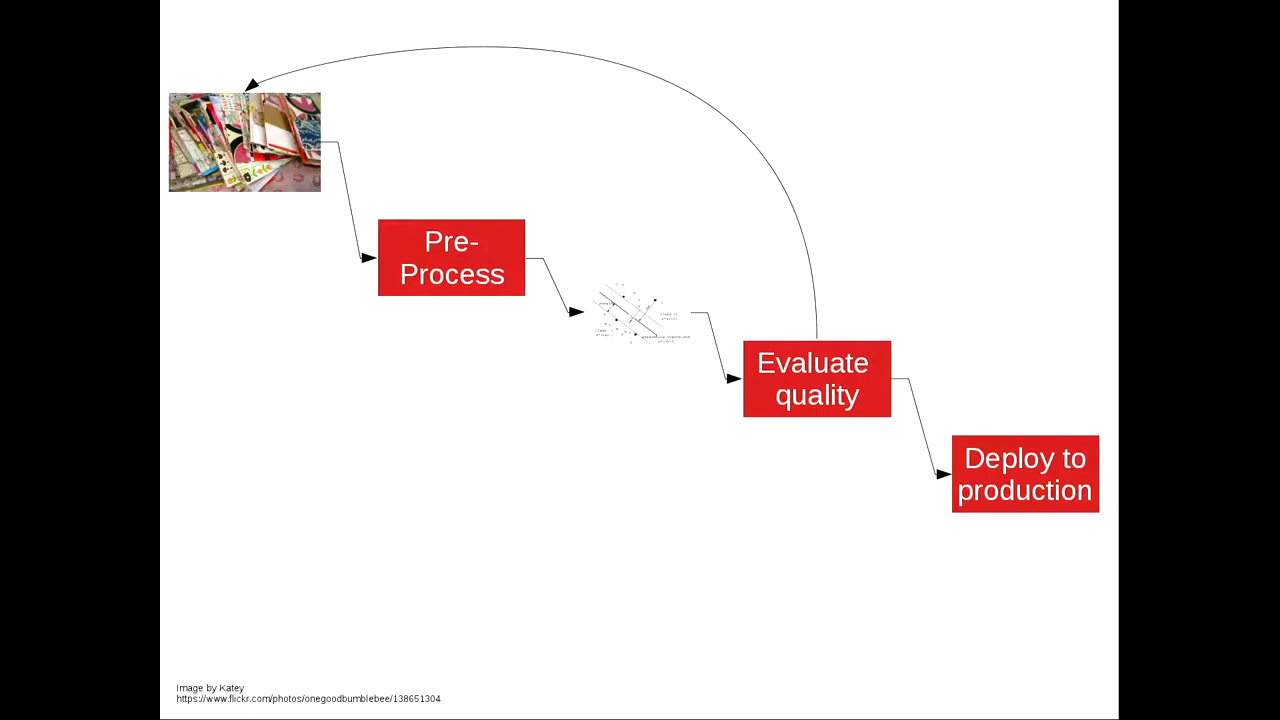 Pre-
Process
Evaluate
quality
Deploy to
production
Image by Katey
https://www.flickr.com/photos/onegoodbumblebee/138651304